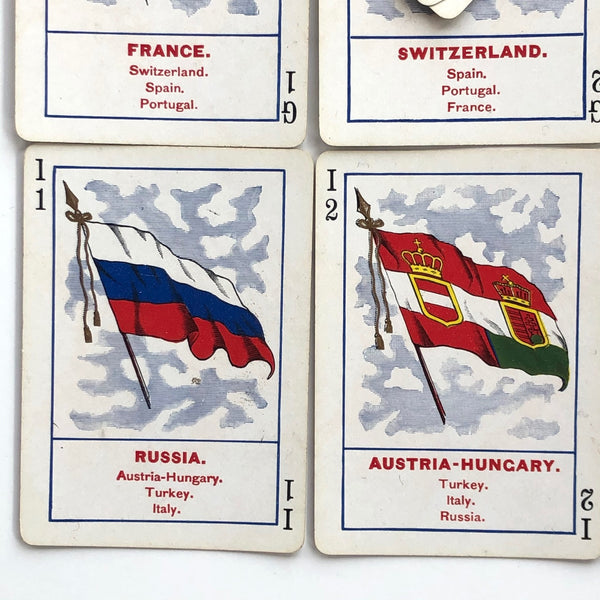 FRANCE.
Switzerland.
Spain.
Portugal.
1
G
SWITZERLAND.
Spain.
Portugal.
France.
2
G
I
1
RUSSIA.
Austria-Hungary.
Turkey.
Italy.
1
I
I
2
AUSTRIA-HUNGARY.
Turkey.
Italy.
Russia.
2
I